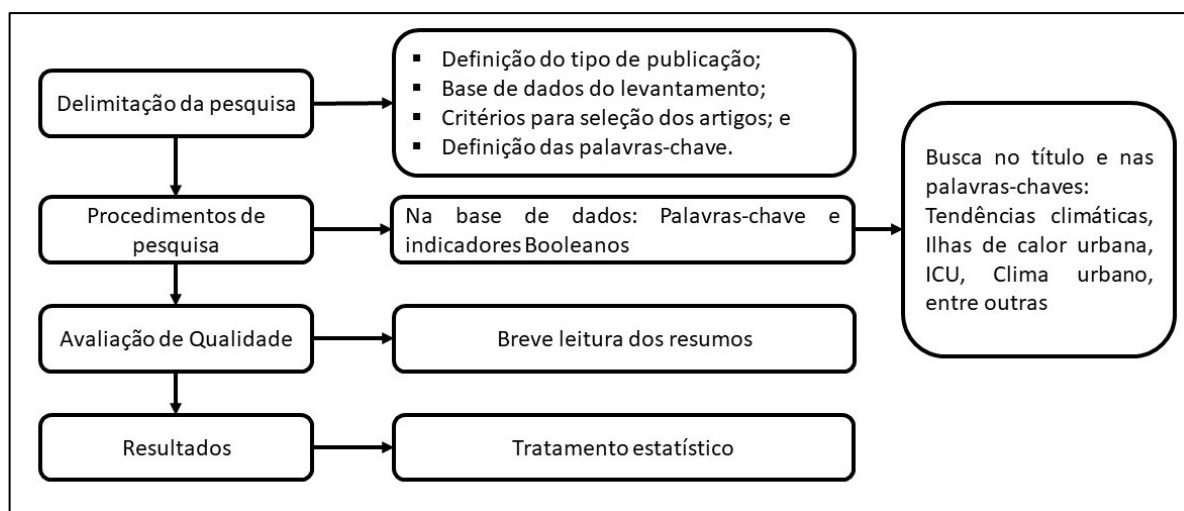 Delimitação da pesquisa
▪ Definição do tipo de publicação;
▪ Base de dados do levantamento;
▪ Critérios para seleção dos artigos; e
▪ Definição das palavras-chave.
Procedimentos de
pesquisa
Na base de dados: Palavras-chave e
indicadores Booleanos
Busca no título e nas
palavras-chaves:
Tendências climáticas,
Ilhas de calor urbana,
ICU, Clima urbano,
entre outras
Avaliação de Qualidade
Breve leitura dos resumos
Resultados
Tratamento estatístico